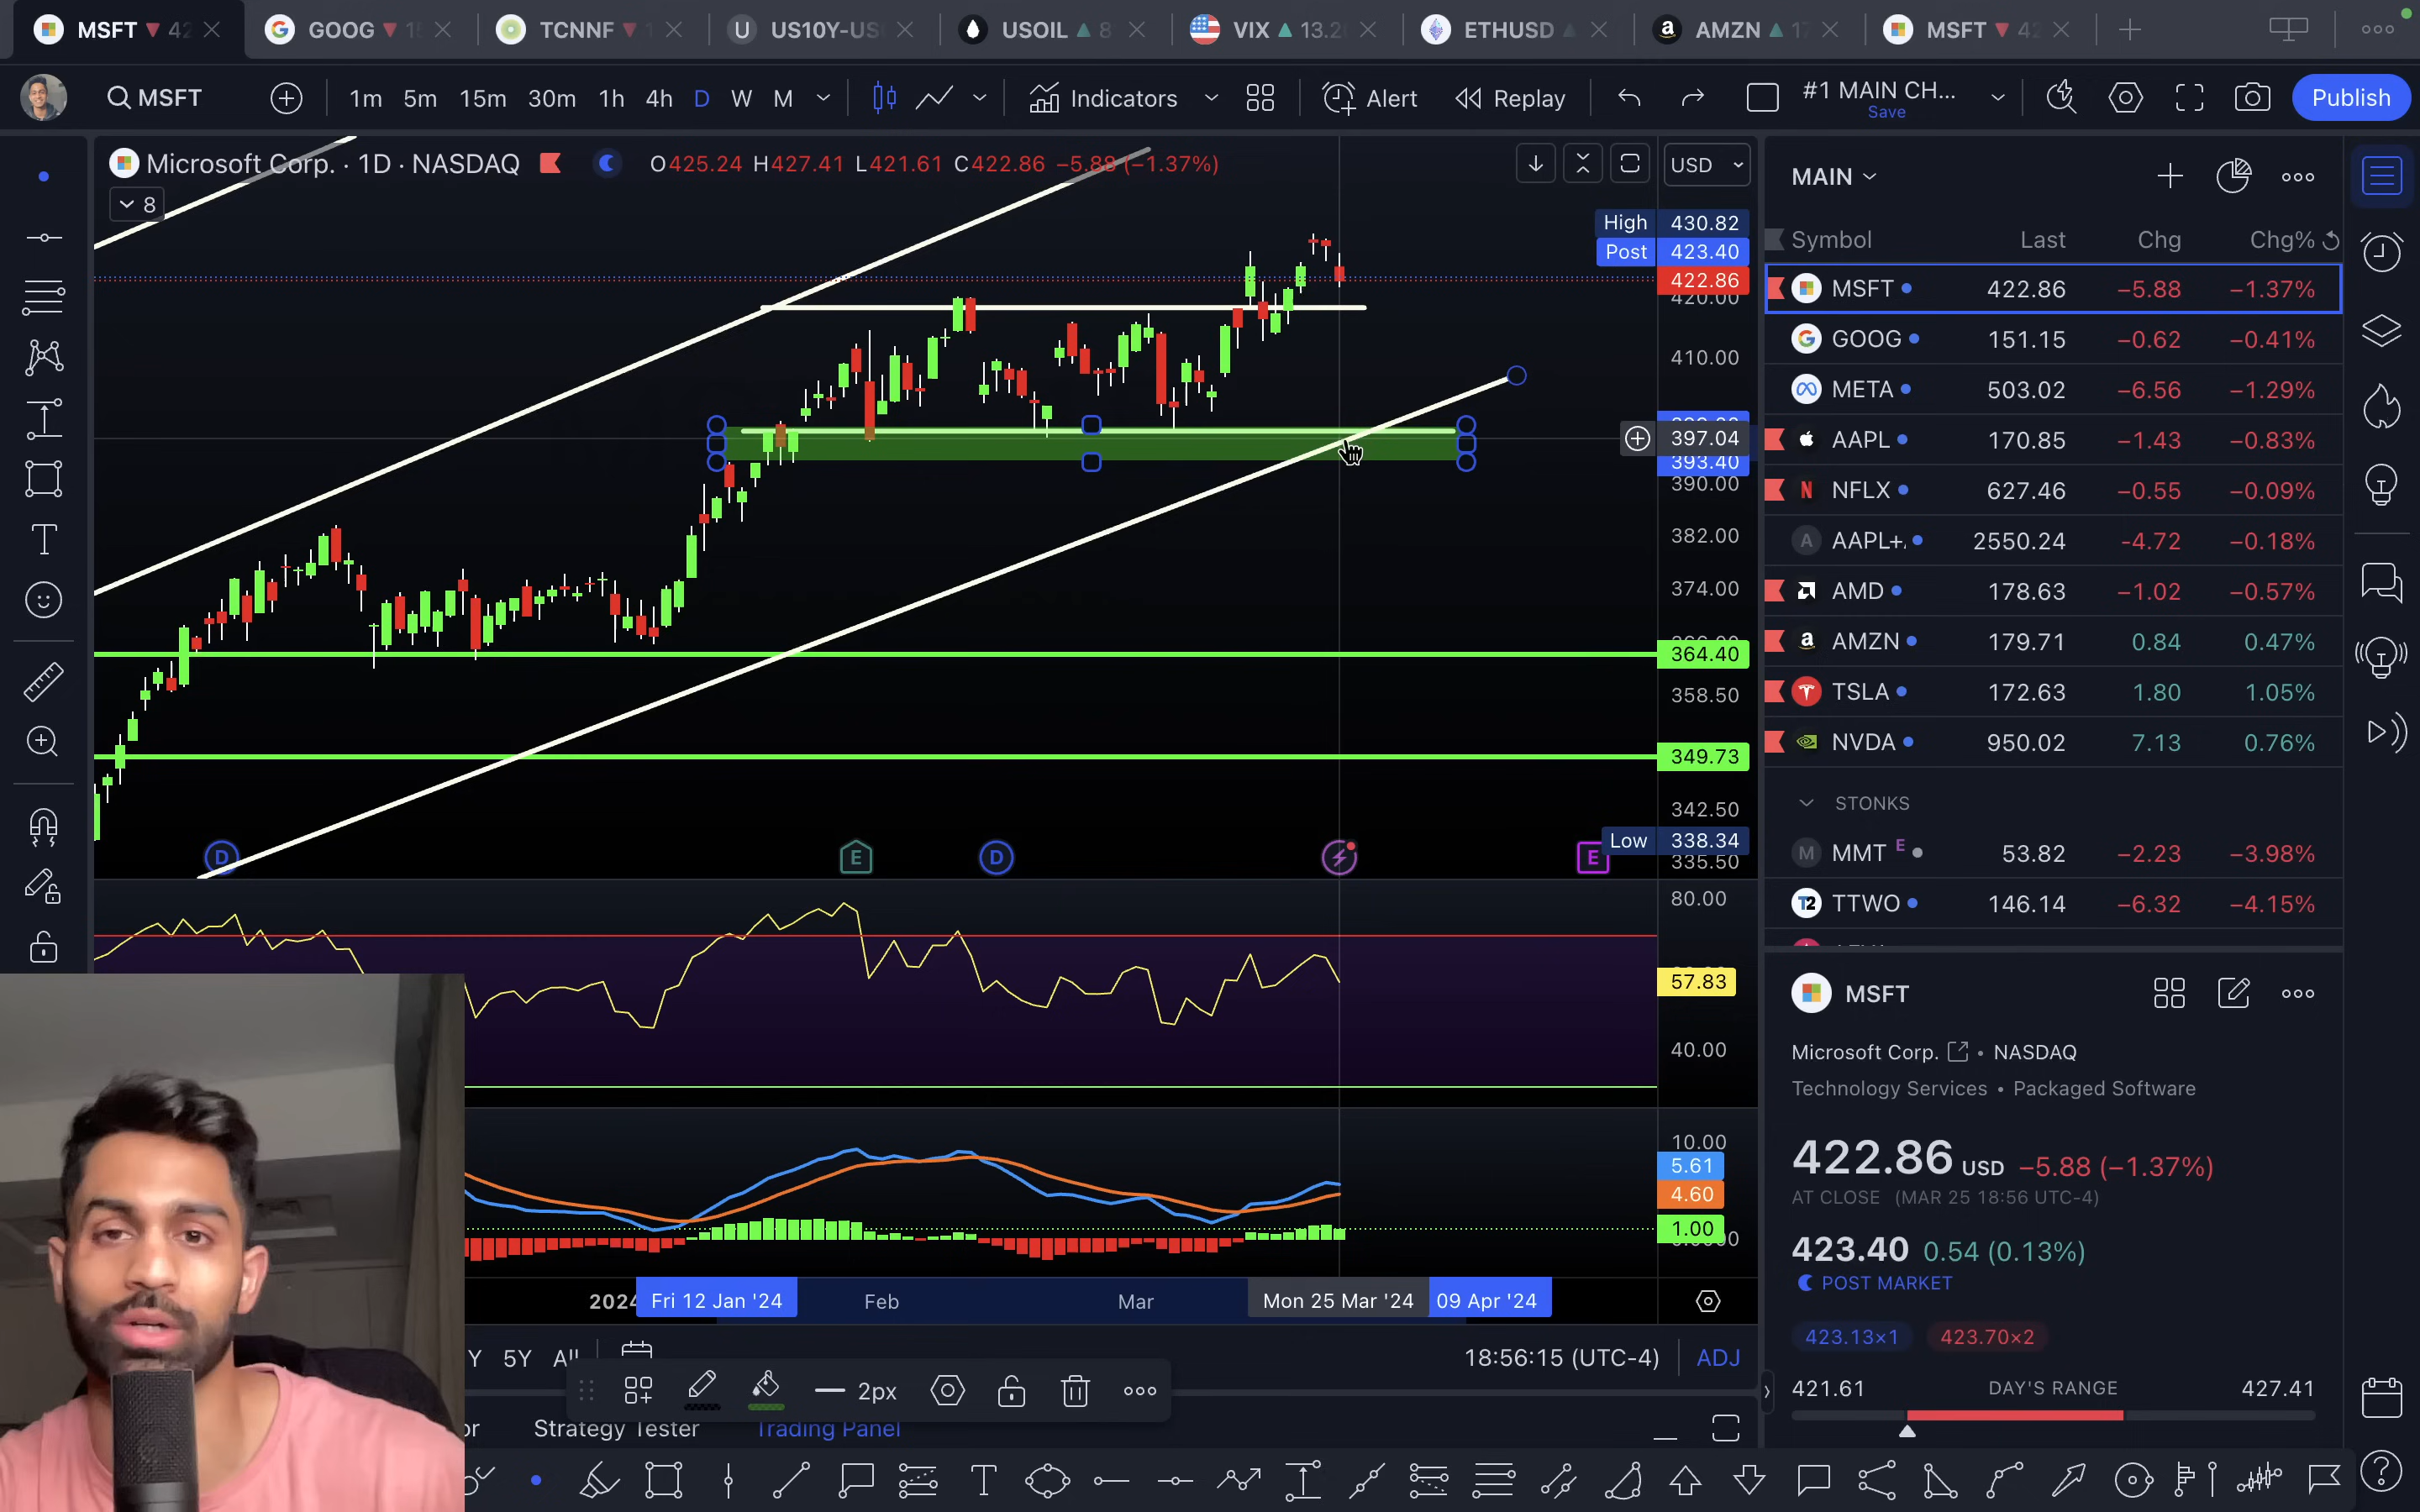 MSFT 42
GOOG 1
TCNNF
US10Y-US
USOIL 8
VIX 13.2
ETHUSD
AMZN 17
MSFT 42
MSFT
1m 5m 15m 30m 1h 4h D W M
Indicators
Alert
Replay
#1 MAIN CH...
Save
Publish
Microsoft Corp. · 1D · NASDAQ
O425.24 H427.41 L421.61 C422.86 −5.88 (−1.37%)
8
USD
High 430.82
Post 423.40
422.86
420.00
410.00
397.04
393.40
390.00
382.00
374.00
364.40
358.50
349.73
342.50
Low 338.34
335.50
D
E
D
E
80.00
57.83
40.00
10.00
5.61
4.60
1.00
2024
Fri 12 Jan '24
Feb
Mar
Mon 25 Mar '24
09 Apr '24
Y 5Y All
18:56:15 (UTC-4)
ADJ
2px
or
Strategy Tester
Trading Panel
MAIN
Symbol Last Chg Chg%
MSFT 422.86 −5.88 −1.37%
GOOG 151.15 −0.62 −0.41%
META 503.02 −6.56 −1.29%
AAPL 170.85 −1.43 −0.83%
N NFLX 627.46 −0.55 −0.09%
A AAPL+. 2550.24 −4.72 −0.18%
AMD 178.63 −1.02 −0.57%
AMZN 179.71 0.84 0.47%
TSLA 172.63 1.80 1.05%
NVDA 950.02 7.13 0.76%
STONKS
M MMT E 53.82 −2.23 −3.98%
T2 TTWO 146.14 −6.32 −4.15%
MSFT
Microsoft Corp. • NASDAQ
Technology Services • Packaged Software
422.86 USD −5.88 (−1.37%)
AT CLOSE (MAR 25 18:56 UTC-4)
423.40 0.54 (0.13%)
POST MARKET
423.13×1 423.70×2
421.61 DAY'S RANGE 427.41